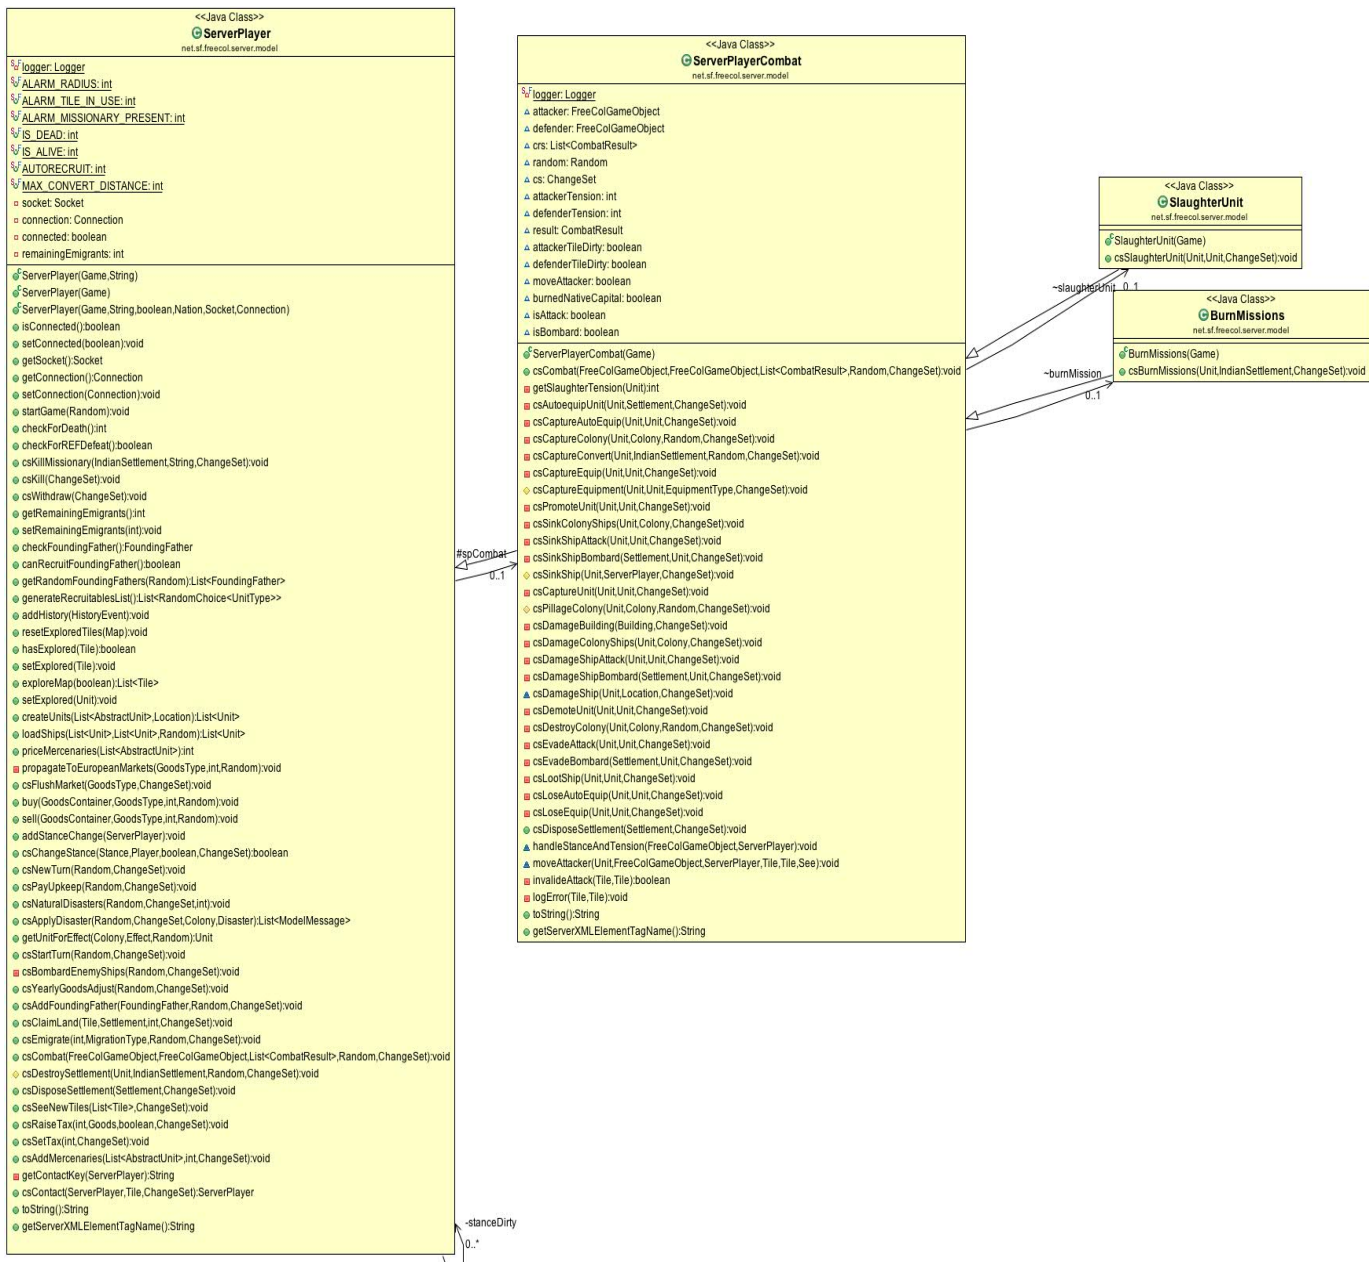 <<Java Class>>
ServerPlayer
net.sf.freecol.server.model
logger: Logger
ALARM_RADIUS: int
ALARM_TILE_IN_USE: int
ALARM_MISSIONARY_PRESENT: int
IS_DEAD: int
IS_ALIVE: int
AUTORECRUIT: int
MAX_CONVERT_DISTANCE: int
socket: Socket
connection: Connection
connected: boolean
remainingEmigrants: int
ServerPlayer(Game,String)
ServerPlayer(Game)
ServerPlayer(Game,String,boolean,Nation,Socket,Connection)
isConnected():boolean
setConnected(boolean):void
getSocket():Socket
getConnection():Connection
setConnection(Connection):void
startGame(Random):void
checkForDeath():int
checkForREFDefeat():boolean
csKillMissionary(IndianSettlement,String,ChangeSet):void
csKill(ChangeSet):void
csWithdraw(ChangeSet):void
getRemainingEmigrants():int
setRemainingEmigrants(int):void
checkFoundingFather():FoundingFather
canRecruitFoundingFather():boolean
getRandomFoundingFathers(Random):List<FoundingFather>
generateRecruitablesList():List<RandomChoice<UnitType>>
addHistory(HistoryEvent):void
resetExploredTiles(Map):void
hasExplored(Tile):boolean
setExplored(Tile):void
exploreMap(boolean):List<Tile>
setExplored(Unit):void
createUnits(List<AbstractUnit>,Location):List<Unit>
loadShips(List<Unit>,List<Unit>,Random):List<Unit>
priceMercenaries(List<AbstractUnit>):int
propagateToEuropeanMarkets(GoodsType,int,Random):void
csFlushMarket(GoodsType,ChangeSet):void
buy(GoodsContainer,GoodsType,int,Random):void
sell(GoodsContainer,GoodsType,int,Random):void
addStanceChange(ServerPlayer):void
csChangeStance(Stance,Player,boolean,ChangeSet):boolean
csNewTurn(Random,ChangeSet):void
csPayUpkeep(Random,ChangeSet):void
csNaturalDisasters(Random,ChangeSet,int):void
csApplyDisaster(Random,ChangeSet,Colony,Disaster):List<ModelMessage>
getUnitForEffect(Colony,Effect,Random):Unit
csStartTurn(Random,ChangeSet):void
csBombardEnemyShips(Random,ChangeSet):void
csYearlyGoodsAdjust(Random,ChangeSet):void
csAddFoundingFather(FoundingFather,Random,ChangeSet):void
csClaimLand(Tile,Settlement,int,ChangeSet):void
csEmigrate(int,MigrationType,Random,ChangeSet):void
csCombat(FreeColGameObject,FreeColGameObject,List<CombatResult>,Random,ChangeSet):void
csDestroySettlement(Unit,IndianSettlement,Random,ChangeSet):void
csDisposeSettlement(Settlement,ChangeSet):void
csSeeNewTiles(List<Tile>,ChangeSet):void
csRaiseTax(int,Goods,boolean,ChangeSet):void
csSetTax(int,ChangeSet):void
csAddMercenaries(List<AbstractUnit>,int,ChangeSet):void
getContactKey(ServerPlayer):String
csContact(ServerPlayer,Tile,ChangeSet):ServerPlayer
toString():String
getServerXMLElementTagName():String
-stanceDirty
0..*
#spCombat
0..1
<<Java Class>>
ServerPlayerCombat
net.sf.freecol.server.model
logger: Logger
attacker: FreeColGameObject
defender: FreeColGameObject
crs: List<CombatResult>
random: Random
cs: ChangeSet
attackerTension: int
defenderTension: int
result: CombatResult
attackerTileDirty: boolean
defenderTileDirty: boolean
moveAttacker: boolean
burnedNativeCapital: boolean
isAttack: boolean
isBombard: boolean
ServerPlayerCombat(Game)
csCombat(FreeColGameObject,FreeColGameObject,List<CombatResult>,Random,ChangeSet):void
getSlaughterTension(Unit):int
csAutoequipUnit(Unit,Settlement,ChangeSet):void
csCaptureAutoEquip(Unit,Unit,ChangeSet):void
csCaptureColony(Unit,Colony,Random,ChangeSet):void
csCaptureConvert(Unit,IndianSettlement,Random,ChangeSet):void
csCaptureEquip(Unit,Unit,ChangeSet):void
csCaptureEquipment(Unit,Unit,EquipmentType,ChangeSet):void
csPromoteUnit(Unit,Unit,ChangeSet):void
csSinkColonyShips(Unit,Colony,ChangeSet):void
csSinkShipAttack(Unit,Unit,ChangeSet):void
csSinkShipBombard(Settlement,Unit,ChangeSet):void
csSinkShip(Unit,ServerPlayer,ChangeSet):void
csCaptureUnit(Unit,Unit,ChangeSet):void
csPillageColony(Unit,Colony,Random,ChangeSet):void
csDamageBuilding(Building,ChangeSet):void
csDamageColonyShips(Unit,Colony,ChangeSet):void
csDamageShipAttack(Unit,Unit,ChangeSet):void
csDamageShipBombard(Settlement,Unit,ChangeSet):void
csDamageShip(Unit,Location,ChangeSet):void
csDemoteUnit(Unit,Unit,ChangeSet):void
csDestroyColony(Unit,Colony,Random,ChangeSet):void
csEvadeAttack(Unit,Unit,ChangeSet):void
csEvadeBombard(Settlement,Unit,ChangeSet):void
csLootShip(Unit,Unit,ChangeSet):void
csLoseAutoEquip(Unit,Unit,ChangeSet):void
csLoseEquip(Unit,Unit,ChangeSet):void
csDisposeSettlement(Settlement,ChangeSet):void
handleStanceAndTension(FreeColGameObject,ServerPlayer):void
moveAttacker(Unit,FreeColGameObject,ServerPlayer,Tile,Tile,See):void
invalideAttack(Tile,Tile):boolean
logError(Tile,Tile):void
toString():String
getServerXMLElementTagName():String
<<Java Class>>
SlaughterUnit
net.sf.freecol.server.model
SlaughterUnit(Game)
csSlaughterUnit(Unit,Unit,ChangeSet):void
~slaughterUnit
0..1
<<Java Class>>
BurnMissions
net.sf.freecol.server.model
BurnMissions(Game)
csBurnMissions(Unit,IndianSettlement,ChangeSet):void
~burnMission
0..1